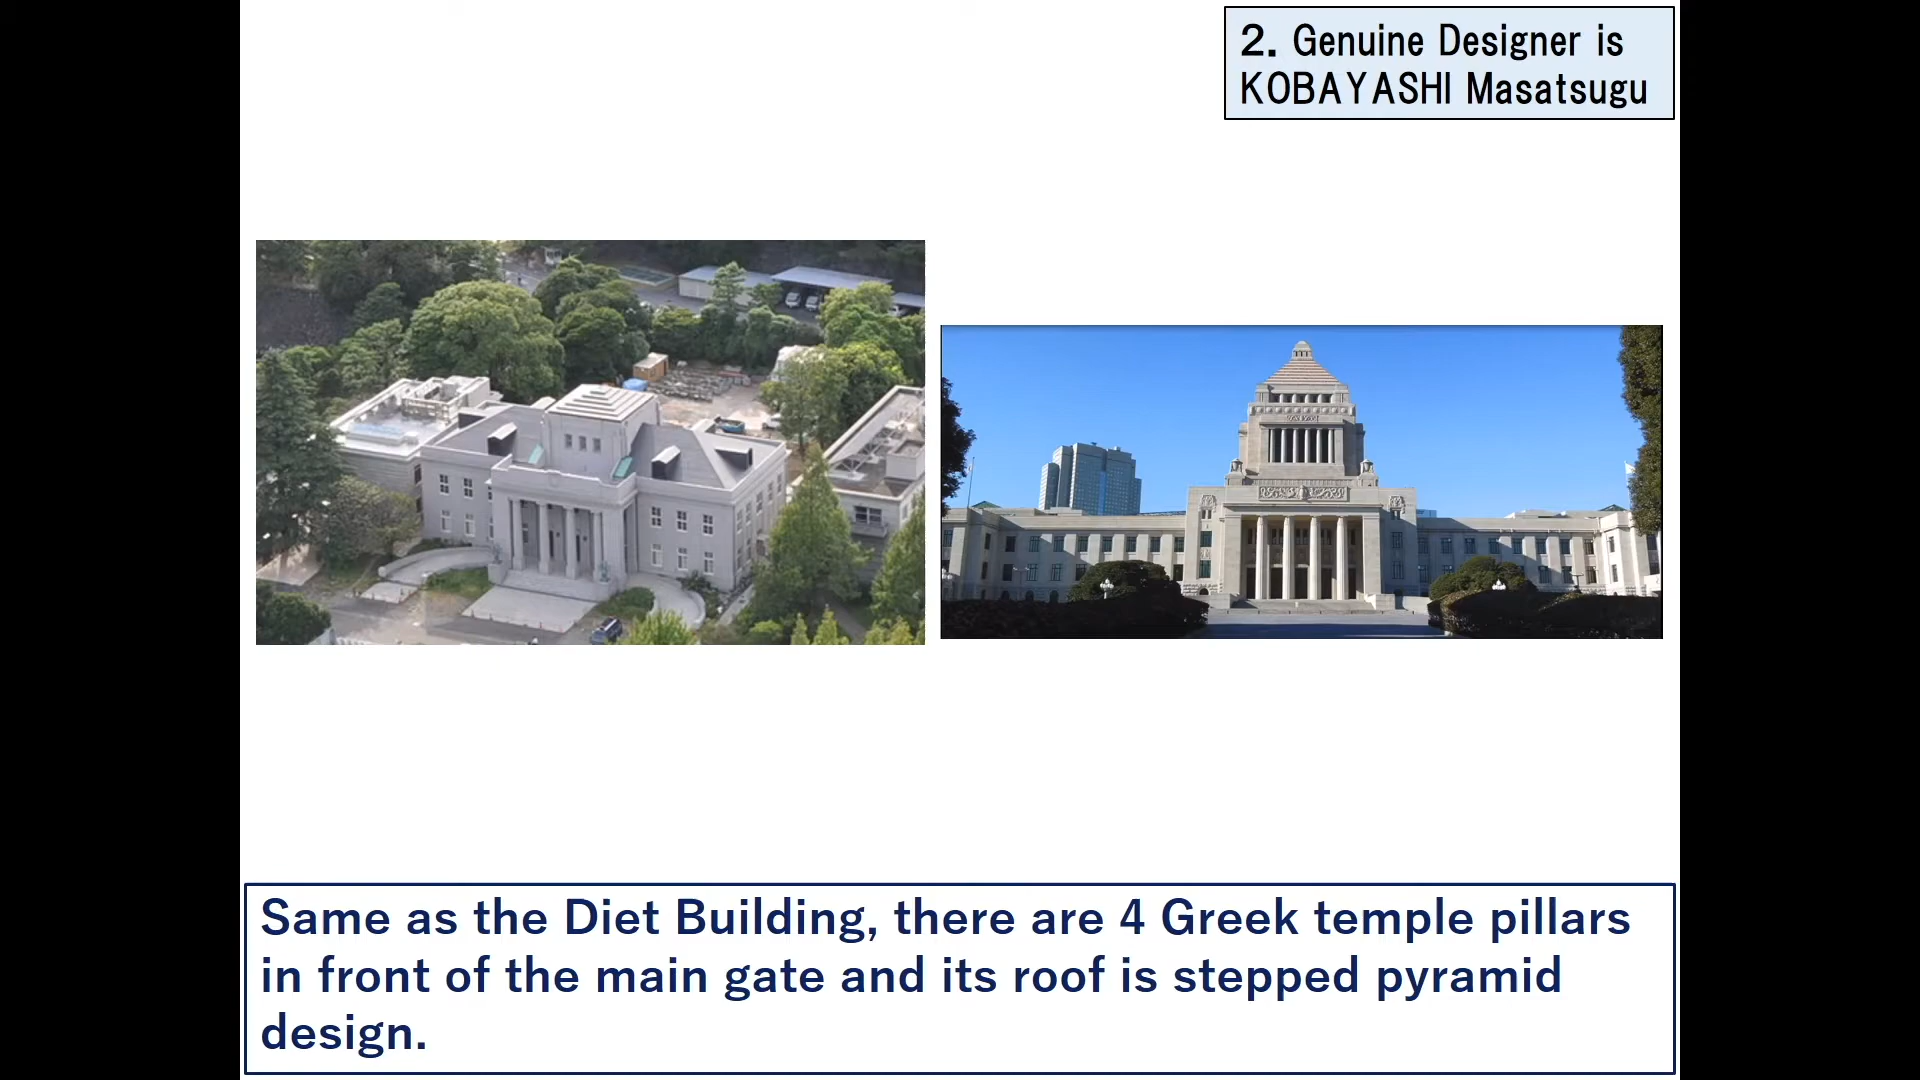 2. Genuine Designer is
KOBAYASHI Masatsugu
Same as the Diet Building, there are 4 Greek temple pillars
in front of the main gate and its roof is stepped pyramid
design.